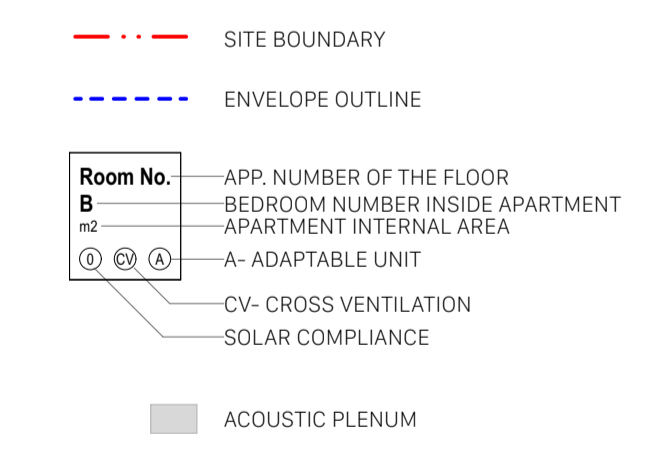 SITE BOUNDARY
ENVELOPE OUTLINE
Room No. APP. NUMBER OF THE FLOOR
B BEDROOM NUMBER INSIDE APARTMENT
m2 APARTMENT INTERNAL AREA
0 CV A A- ADAPTABLE UNIT
CV- CROSS VENTILATION
SOLAR COMPLIANCE
ACOUSTIC PLENUM